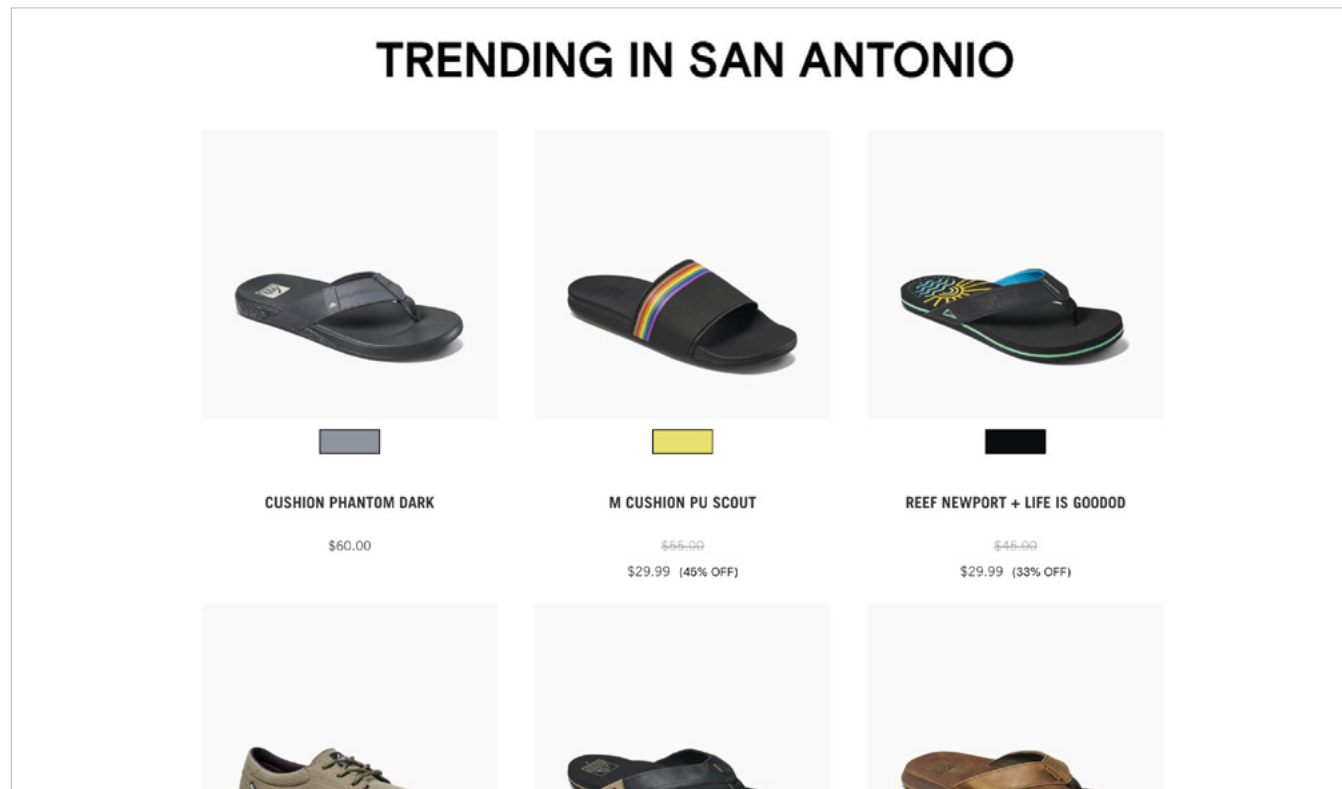 TRENDING IN SAN ANTONIO
CUSHION PHANTOM DARK
M CUSHION PU SCOUT
REEF NEWPORT + LIFE IS GOODOD
$60.00
$55.00
$45.00
$29.99 (45% OFF)
$29.99 (33% OFF)